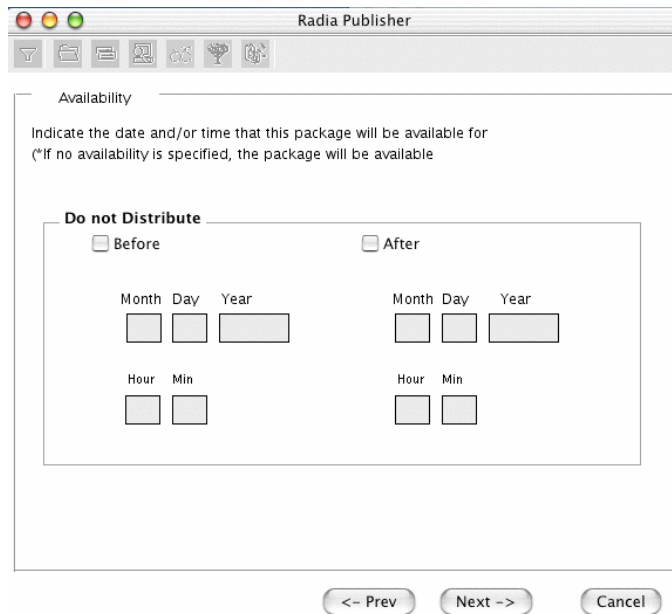 Radia Publisher
Availability
Indicate the date and/or time that this package will be available for
(*If no availability is specified, the package will be available
Do not Distribute
Before
After
Month Day Year
Month Day Year
Hour Min
Hour Min
<- Prev
Next ->
Cancel